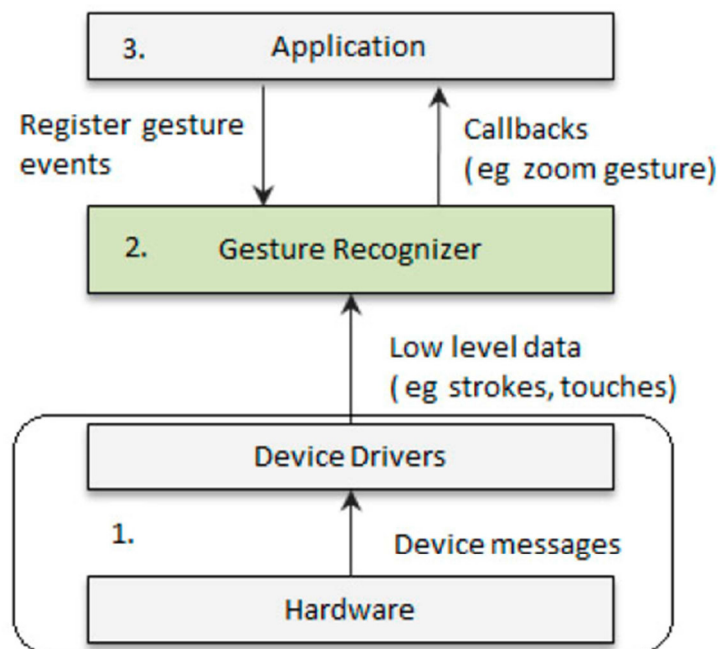 3. Application
Register gesture
events
Callbacks
( eg zoom gesture)
2. Gesture Recognizer
Low level data
( eg strokes, touches)
Device Drivers
1.
Device messages
Hardware